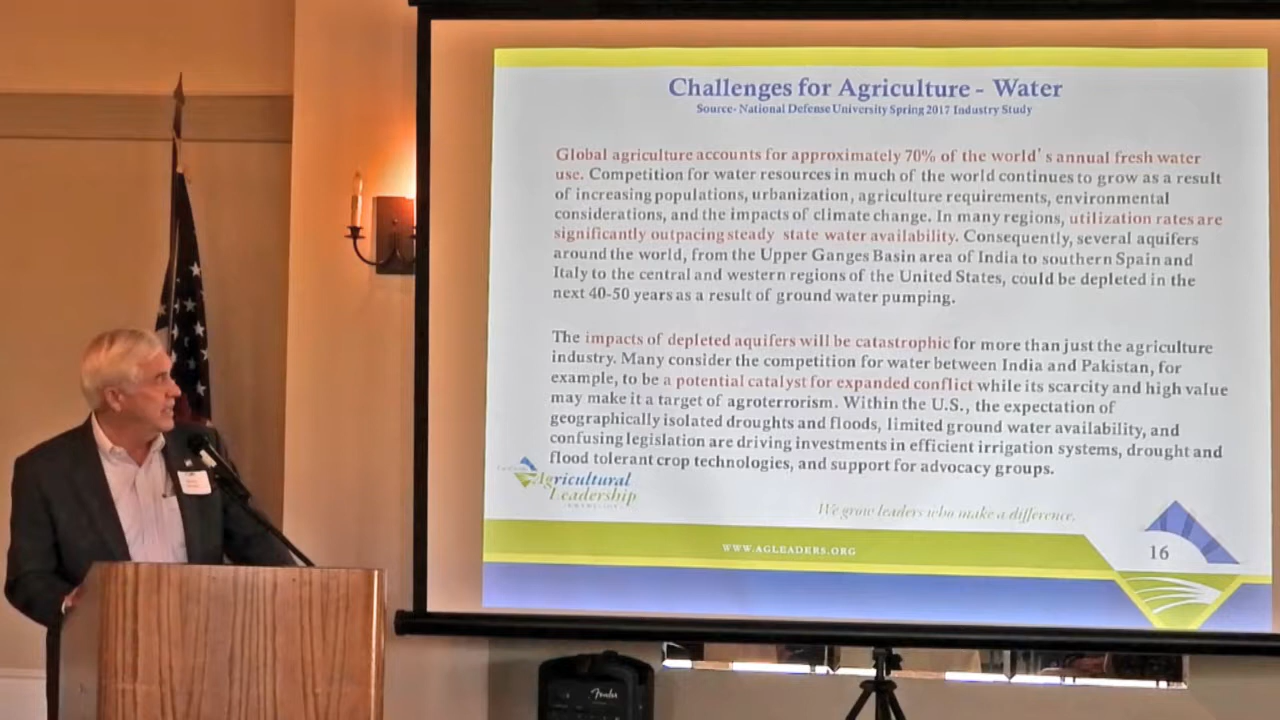 Challenges for Agriculture - Water
Source- National Defense University Spring 2017 Industry Study
Global agriculture accounts for approximately 70% of the world's annual fresh water
use. Competition for water resources in much of the world continues to grow as a result
of increasing populations, urbanization, agriculture requirements, environmental
considerations, and the impacts of climate change. In many regions, utilization rates are
significantly outpacing steady state water availability. Consequently, several aquifers
around the world, from the Upper Ganges Basin area of India to southern Spain and
Italy to the central and western regions of the United States, could be depleted in the
next 40-50 years as a result of ground water pumping.
The impacts of depleted aquifers will be catastrophic for more than just the agriculture
industry. Many consider the competition for water between India and Pakistan, for
example, to be a potential catalyst for expanded conflict while its scarcity and high value
may make it a target of agroterrorism. Within the U.S., the expectation of
geographically isolated droughts and floods, limited ground water availability, and
confusing legislation are driving investments in efficient irrigation systems, drought and
flood tolerant crop technologies, and support for advocacy groups.
Agricultural
Leadership
We grow leaders who make a difference.
WWW.AGLEADERS.ORG
16
Fender